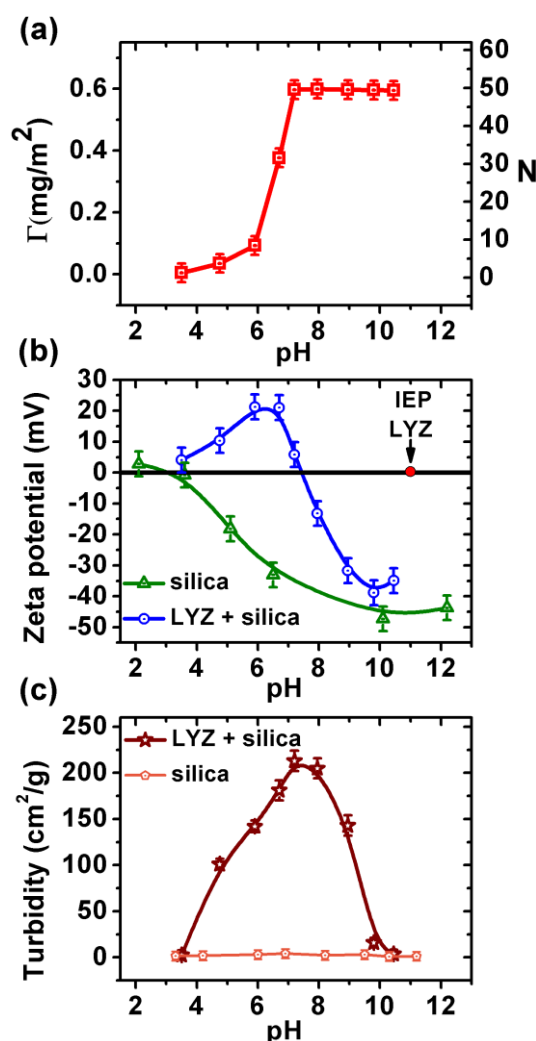 (a)
60
0.6
50
40
0.4
30
N
Γ(mg/m²)
20
0.2
10
0.0
0
2 4 6 8 10 12
pH
(b)
30
20
10
0
-10
-20
-30
-40
-50
Zeta potential (mV)
IEP
LYZ
silica
LYZ + silica
2 4 6 8 10 12
pH
(c)
250
200
150
100
50
0
Turbidity (cm²/g)
LYZ + silica
silica
2 4 6 8 10 12
pH